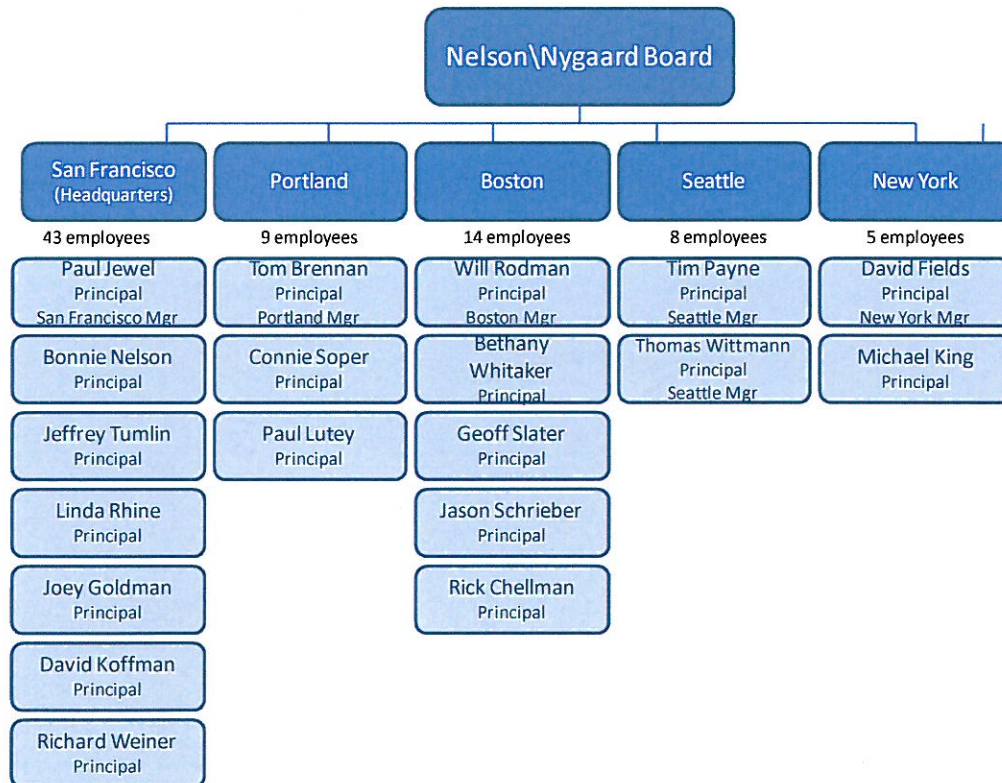 Nelson\Nygaard Board
San Francisco
(Headquarters)
43 employees
Paul Jewel
Principal
San Francisco Mgr
Bonnie Nelson
Principal
Jeffrey Tumlin
Principal
Linda Rhine
Principal
Joey Goldman
Principal
David Koffman
Principal
Richard Weiner
Principal
Portland
9 employees
Tom Brennan
Principal
Portland Mgr
Connie Soper
Principal
Paul Lutey
Principal
Boston
14 employees
Will Rodman
Principal
Boston Mgr
Bethany
Whitaker
Principal
Geoff Slater
Principal
Jason Schrieber
Principal
Rick Chellman
Principal
Seattle
8 employees
Tim Payne
Principal
Seattle Mgr
Thomas Wittmann
Principal
Seattle Mgr
New York
5 employees
David Fields
Principal
New York Mgr
Michael King
Principal